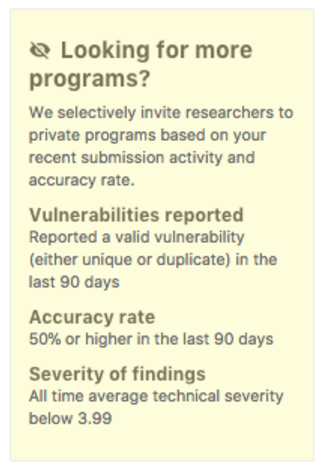 Looking for more
programs?
We selectively invite researchers to
private programs based on your
recent submission activity and
accuracy rate.
Vulnerabilities reported
Reported a valid vulnerability
(either unique or duplicate) in the
last 90 days
Accuracy rate
50% or higher in the last 90 days
Severity of findings
All time average technical severity
below 3.99